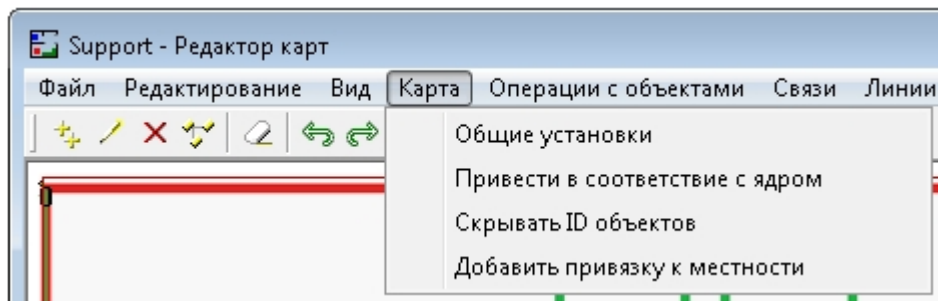 Support - Редактор карт
Файл Редактирование Вид Карта Операции с объектами Связи Линии
Общие установки
Привести в соответствие с ядром
Скрывать ID объектов
Добавить привязку к местности